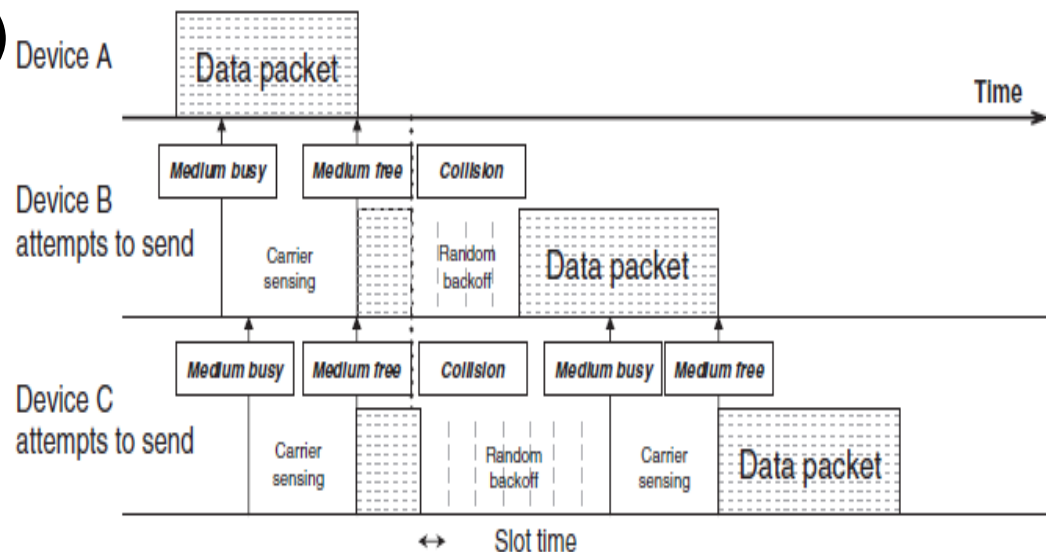 Device A
Data packet
Time
Medium busy
Medium free
Collision
Device B
attempts to send
Carrier
sensing
Random
backoff
Data packet
Medium busy
Medium free
Collision
Medium busy
Medium free
Device C
attempts to send
Carrier
sensing
Random
backoff
Carrier
sensing
Data packet
Slot time